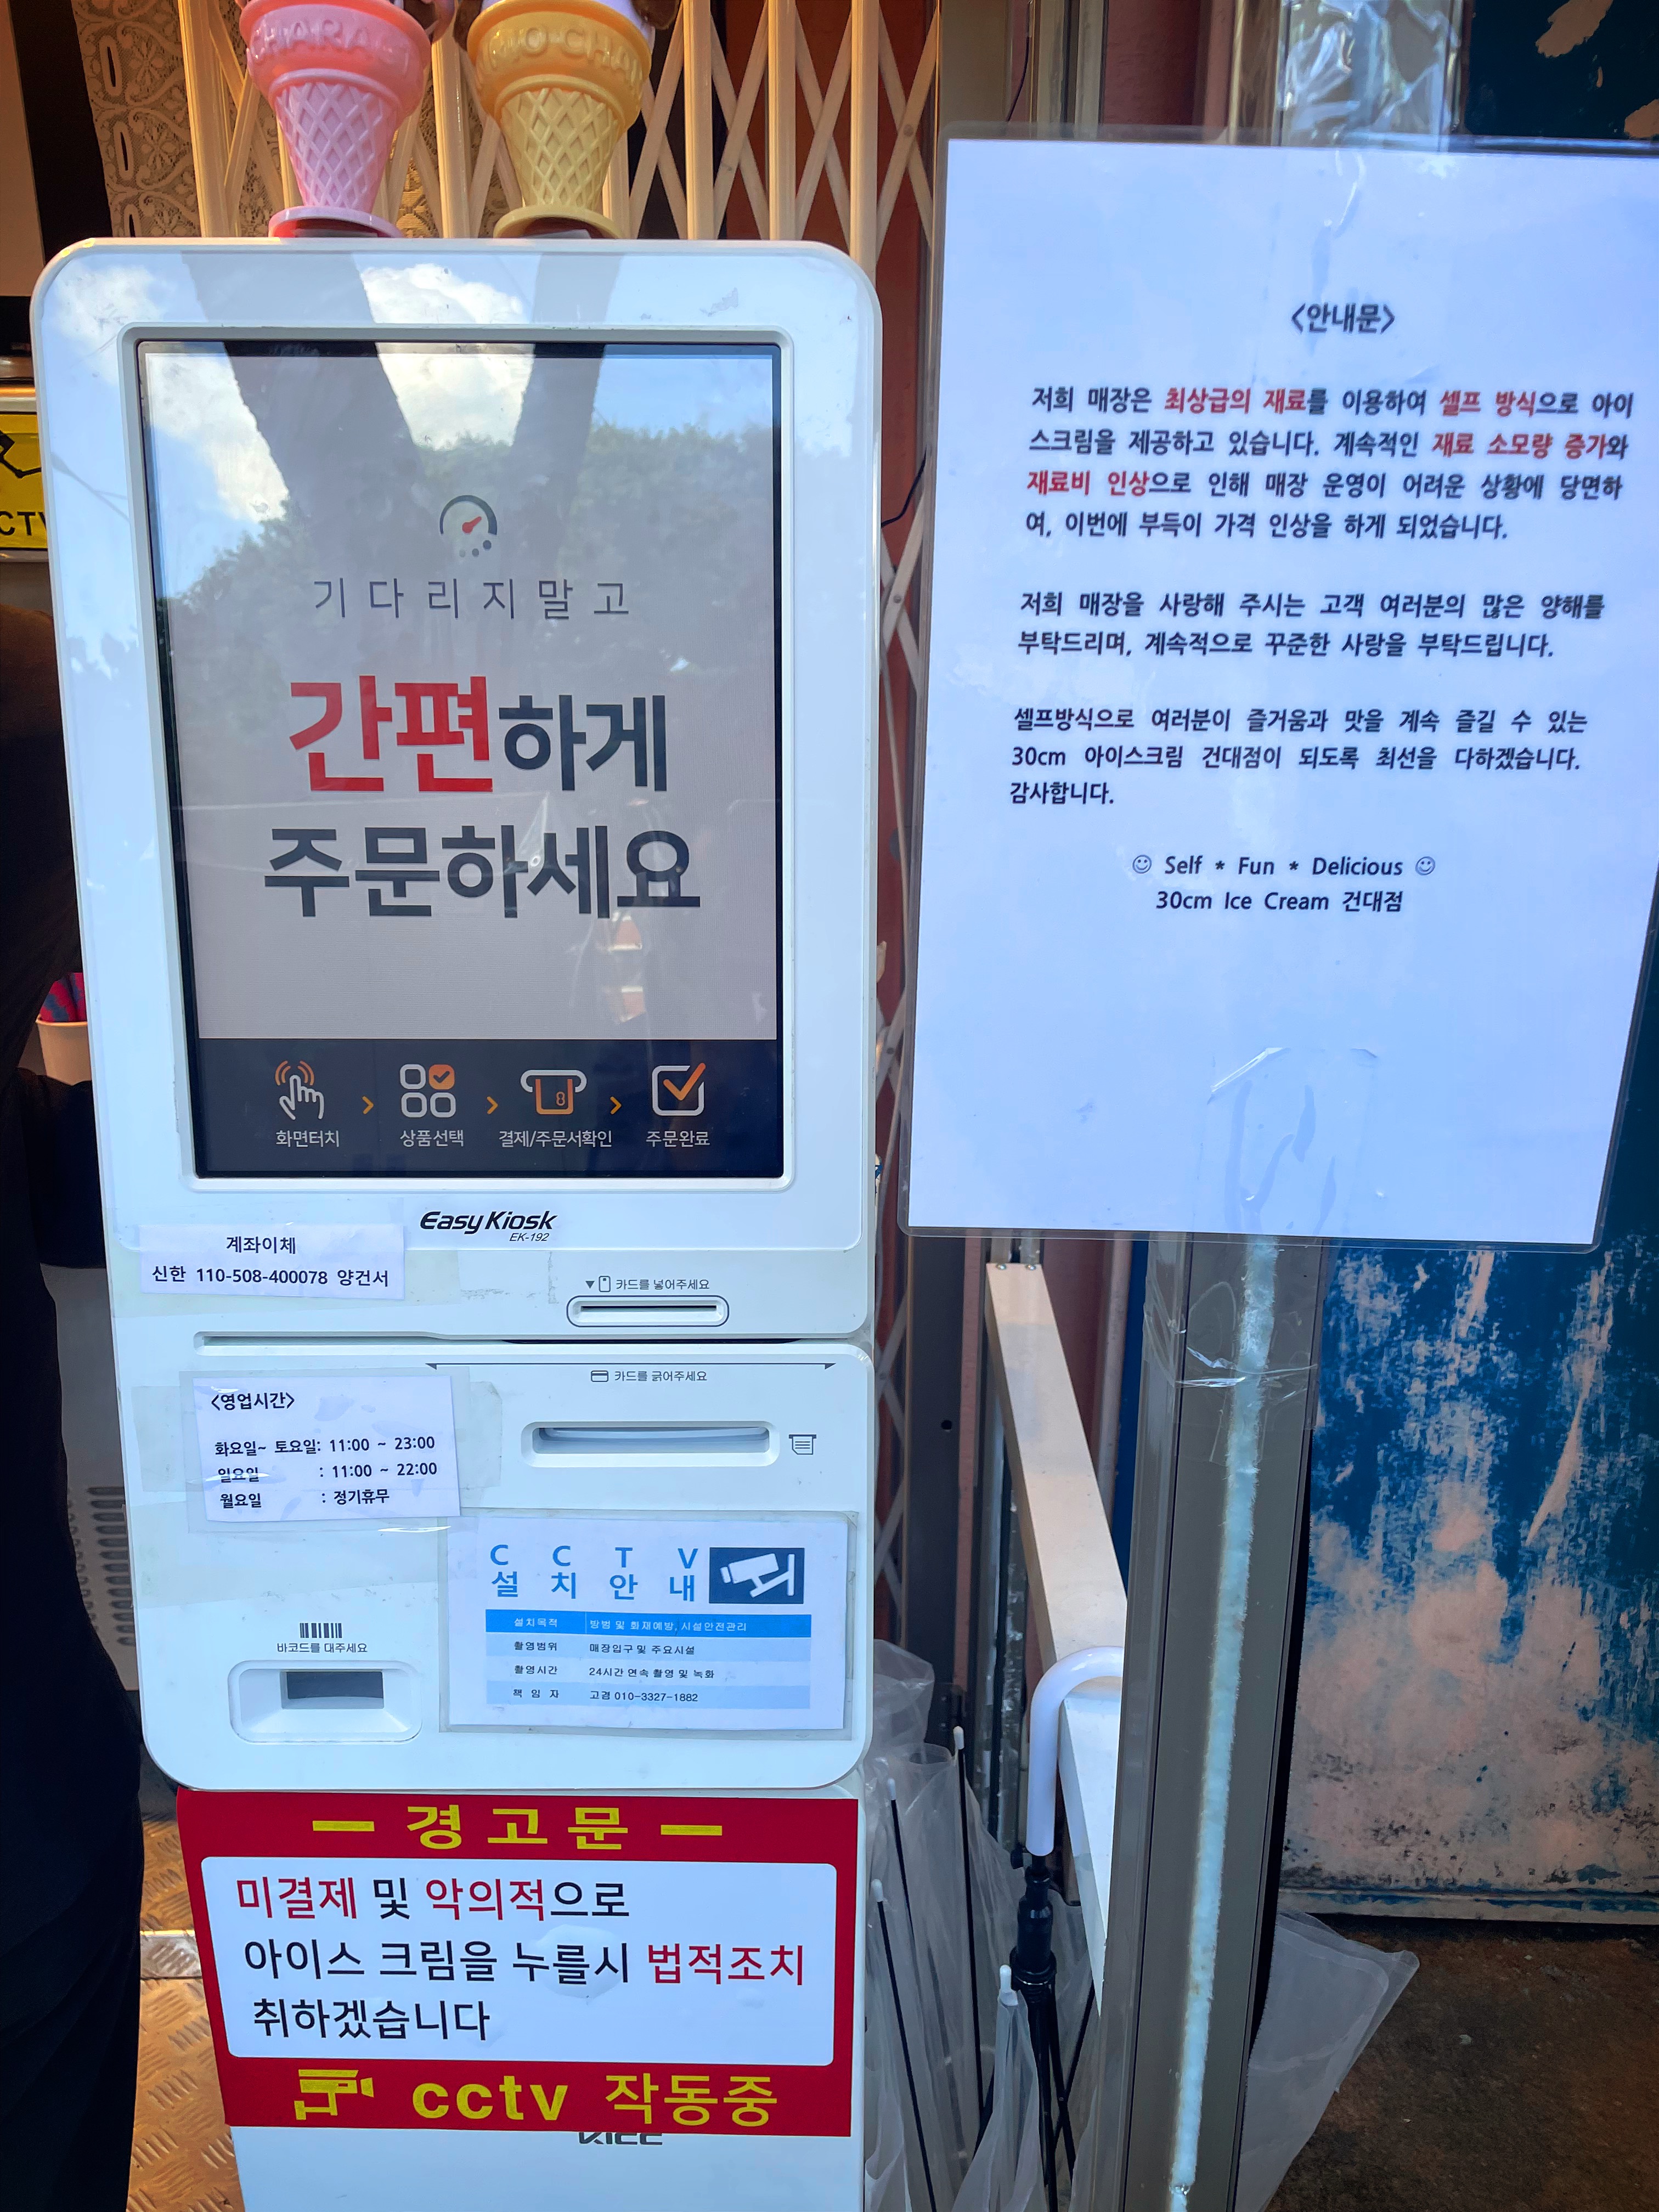 CTV
기다리지말고
간편하게
주문하세요
화면터치 > 상품선택 > 결제/주문서확인 > 주문완료
Easy Kiosk
EK-192
계좌이체
신한 110-508-400078 양건서
카드를 넣어주세요
카드를 긁어주세요
<영업시간>
화요일~ 토요일: 11:00 ~ 23:00
일요일 : 11:00 ~ 22:00
월요일 : 정기휴무
C C T V
설 치 안 내
설치목적 방범 및 화재예방, 시설안전관리
촬영범위 매장입구 및 주요시설
촬영시간 24시간 연속 촬영 및 녹화
책 임 자 고겸 010-3327-1882
바코드를 대주세요
경고문
미결제 및 악의적으로
아이스 크림을 누를시 법적조치
취하겠습니다
cctv 작동중
<안내문>
저희 매장은 최상급의 재료를 이용하여 셀프 방식으로 아이
스크림을 제공하고 있습니다. 계속적인 재료 소모량 증가와
재료비 인상으로 인해 매장 운영이 어려운 상황에 당면하
여, 이번에 부득이 가격 인상을 하게 되었습니다.
저희 매장을 사랑해 주시는 고객 여러분의 많은 양해를
부탁드리며, 계속적으로 꾸준한 사랑을 부탁드립니다.
셀프방식으로 여러분이 즐거움과 맛을 계속 즐길 수 있는
30cm 아이스크림 건대점이 되도록 최선을 다하겠습니다.
감사합니다.
☺ Self * Fun * Delicious ☺
30cm Ice Cream 건대점